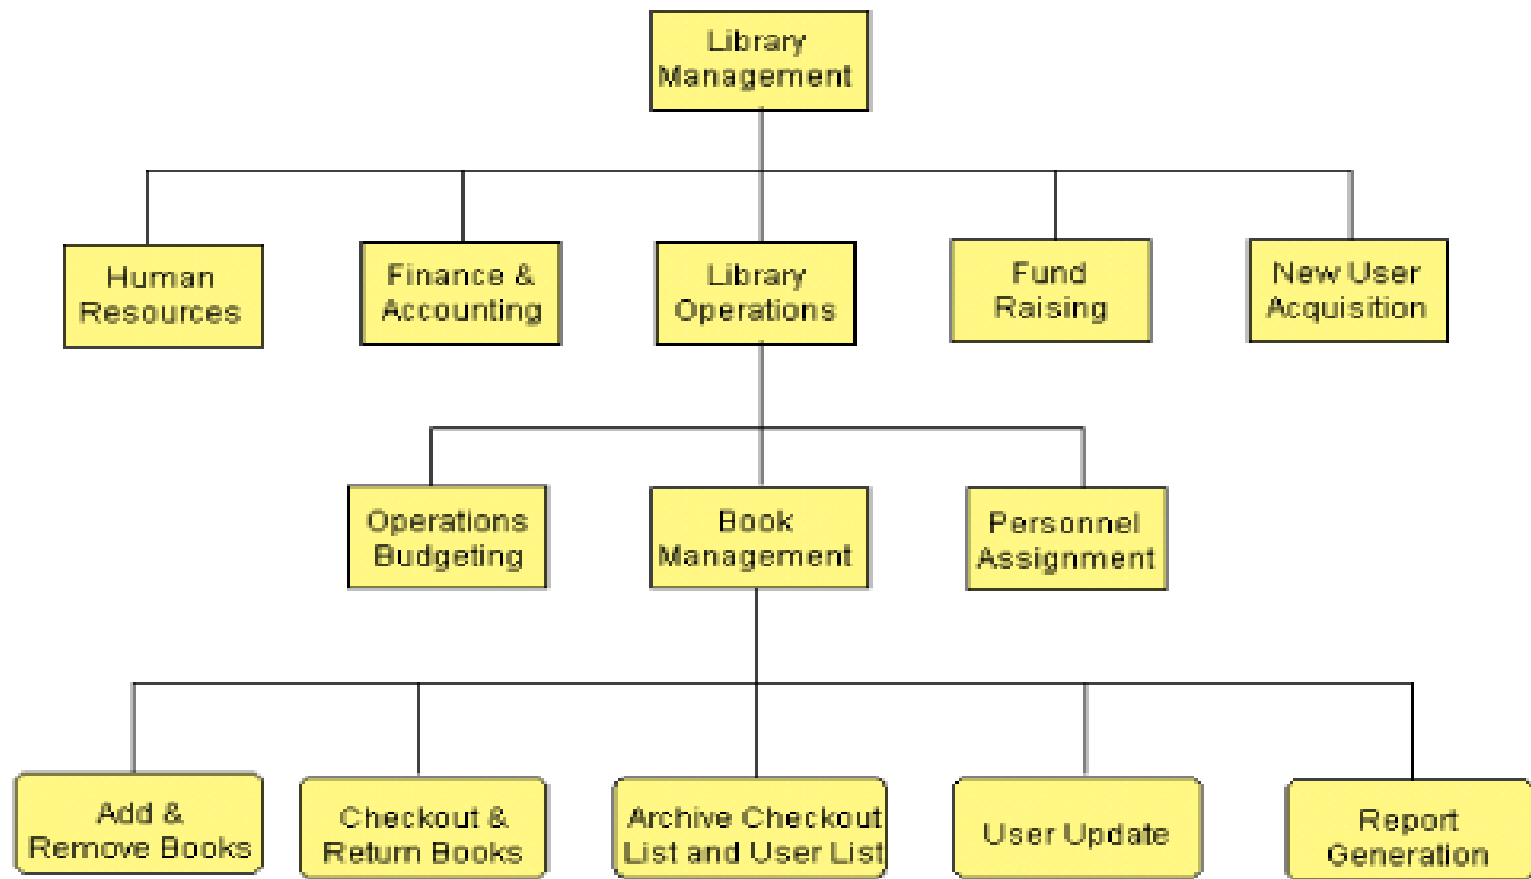 Library
Management
Human
Resources
Finance &
Accounting
Library
Operations
Fund
Raising
New User
Acquisition
Operations
Budgeting
Book
Management
Personnel
Assignment
Add &
Remove Books
Checkout &
Return Books
Archive Checkout
List and User List
User Update
Report
Generation